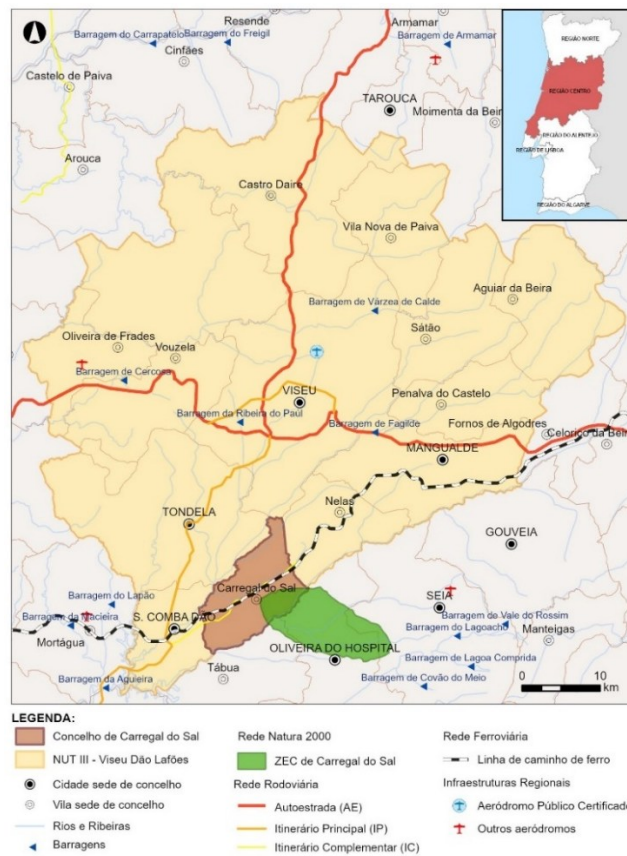 Resende
Armamar
Barragem do Carrapatelo
Barragem do Freigil
Barragem de Armamar
Cinfães
Castelo de Paiva
TAROUCA
Moimenta da Beir
Arouca
Castro Daire
Vila Nova de Paiva
Aguiar da Beira
Barragem de Várzea de Calde
Oliveira de Frades
Sátão
Vouzela
Barragem de Cercosa
VISEU
Penalva do Castelo
Barragem da Ribeira do Paul
Barragem de Fagilde
Fornos de Algodres
Celorico da Beira
MANGUALDE
Nelas
TONDELA
GOUVEIA
Carregal do Sal
SEIA
Barragem do Lapão
Barragem da Macieira
S. COMBA DÃO
Barragem de Vale do Rossim
Barragem do Lagoacho
Mortágua
Manteigas
OLIVEIRA DO HOSPITAL
Barragem de Lagoa Comprida
Tábua
Barragem da Aguieira
Barragem de Covão do Meio
0 10
km
REGIÃO NORTE
REGIÃO CENTRO
REGIÃO DO ALENTEJO
REGIÃO DE LISBOA
REGIÃO DO ALGARVE
LEGENDA:
Concelho de Carregal do Sal
NUT III - Viseu Dão Lafões
Cidade sede de concelho
Vila sede de concelho
Rios e Ribeiras
Barragens
Rede Natura 2000
ZEC de Carregal do Sal
Rede Rodoviária
Autoestrada (AE)
Itinerário Principal (IP)
Itinerário Complementar (IC)
Rede Ferroviária
Linha de caminho de ferro
Infraestruturas Regionais
Aeródromo Público Certificado
Outros aeródromos